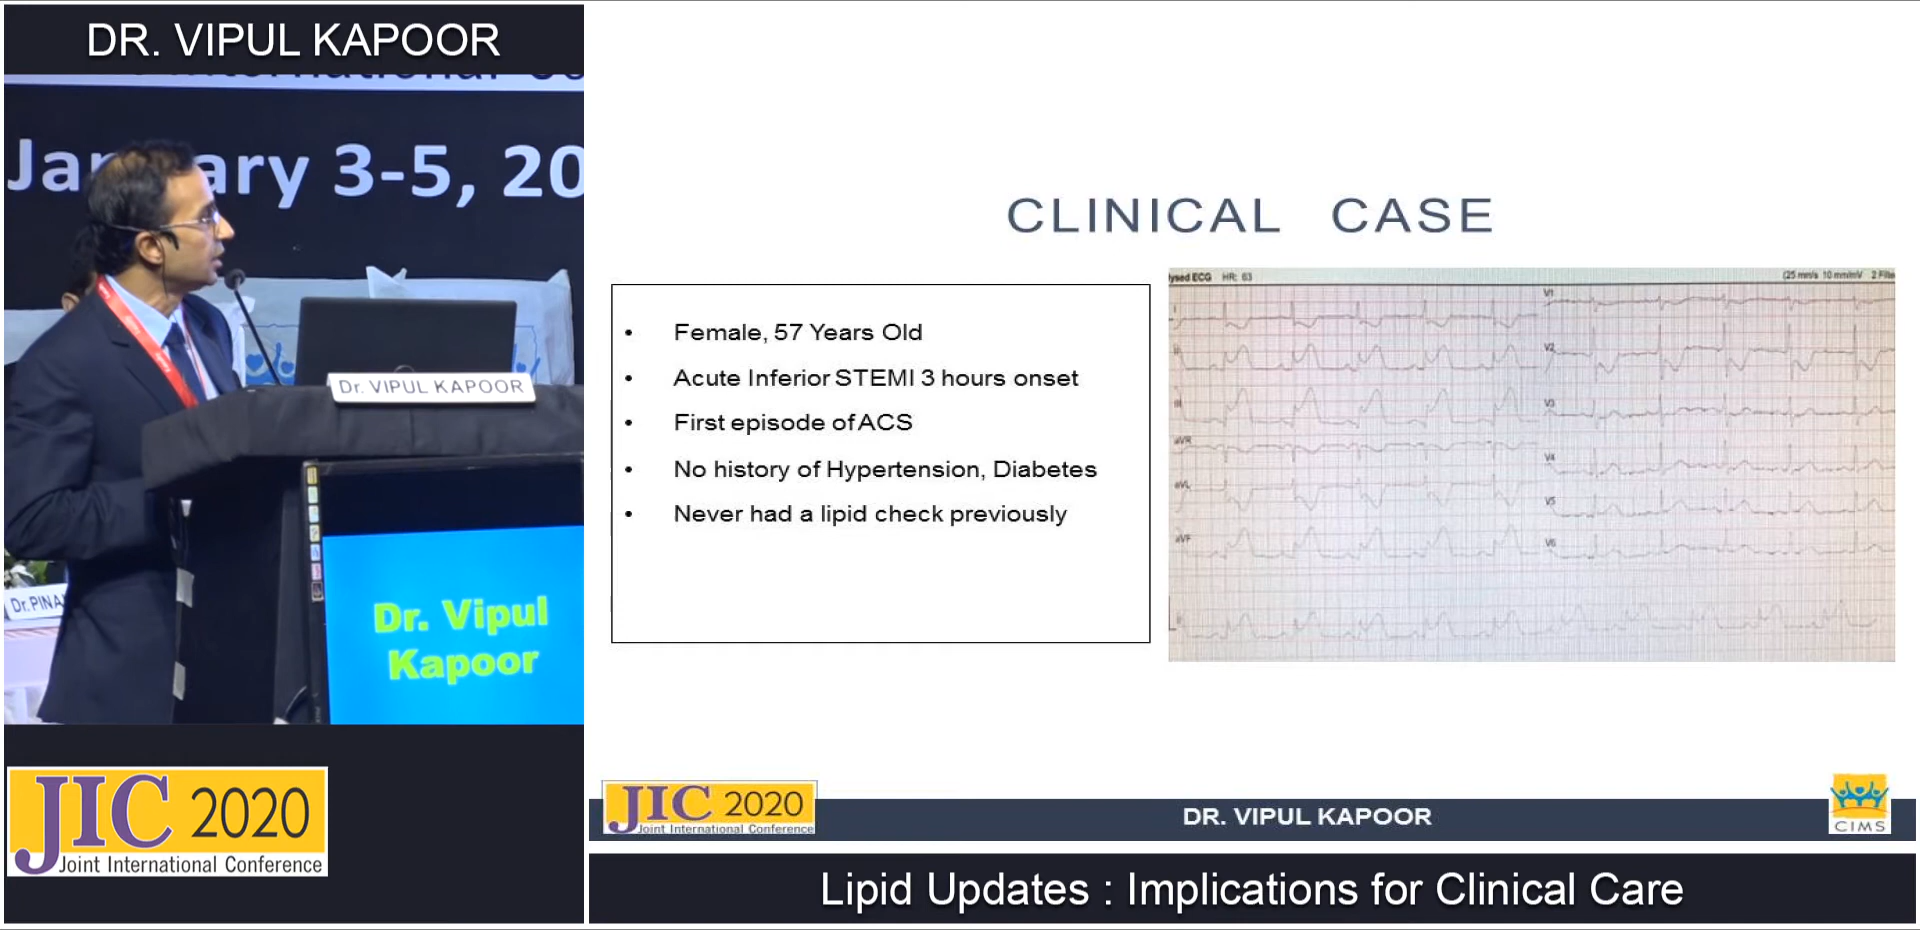 DR. VIPUL KAPOOR
January 3-5, 20
Dr. VIPUL KAPOOR
Dr. PINA
Dr. Vipul
Kapoor
JIC 2020
Joint International Conference
CLINICAL CASE
• Female, 57 Years Old
• Acute Inferior STEMI 3 hours onset
• First episode of ACS
• No history of Hypertension, Diabetes
• Never had a lipid check previously
lysed ECG HR: 63
(25 mm/s 10 mm/mV 2 Filte
I
II
III
aVR
aVL
aVF
II
V1
V2
V3
V4
V5
V6
JIC 2020
Joint International Conference
DR. VIPUL KAPOOR
CIMS
Lipid Updates : Implications for Clinical Care